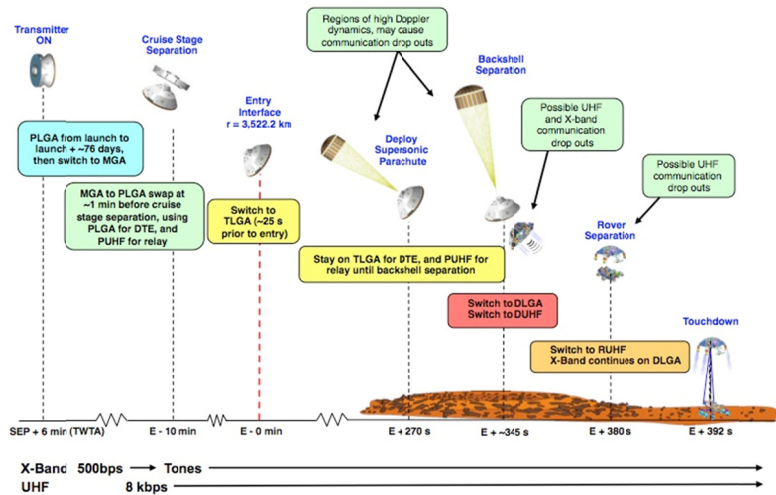 Transmitter
ON
Cruise Stage
Separation
Regions of high Doppler
dynamics, may cause
communication drop outs
Backshell
Separation
Entry
Interface
r = 3,522.2 km
Possible UHF
and X-band
communication
drop outs
PLGA from launch to
launch + ~76 days,
then switch to MGA
Deploy
Supersonic
Parachute
Possible UHF
communication
drop outs
MGA to PLGA swap at
~1 min before cruise
stage separation, using
PLGA for DTE, and
PUHF for relay
Switch to
TLGA (~25 s
prior to entry)
Rover
Separation
Stay on TLGA for DTE, and PUHF for
relay until backshell separation
Switch to DLGA
Switch to DUHF
Touchdown
Switch to RUHF
X-Band continues on DLGA
SEP + 6 min (TWTA)
E - 10 min
E - 0 min
E + 270 s
E + ~345 s
E + 380s
E + 392 s
X-Band 500bps Tones
UHF 8 kbps